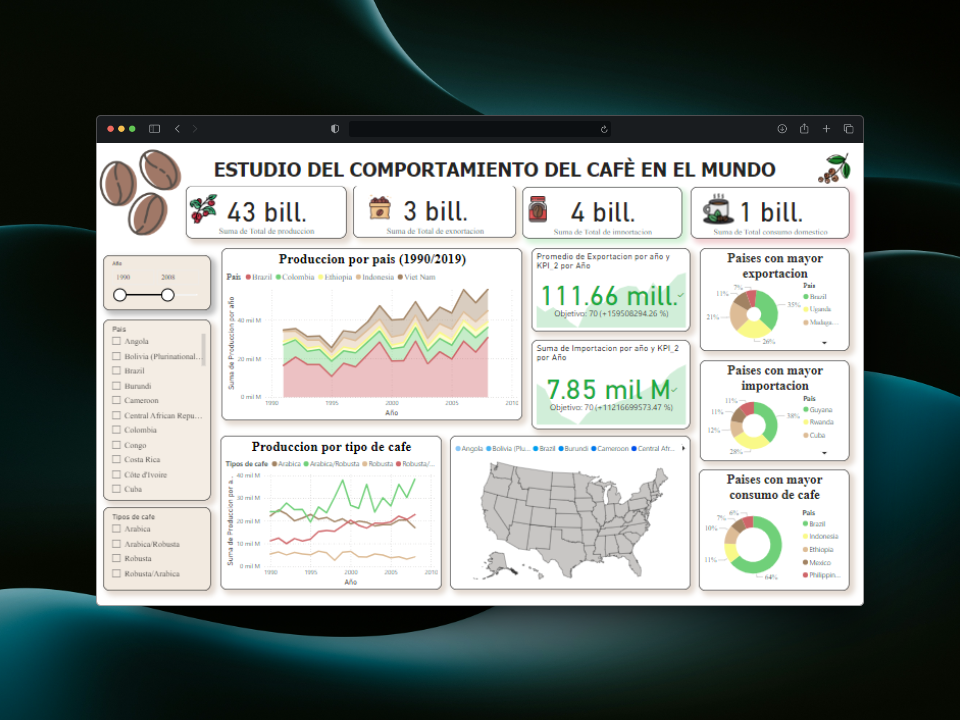 ESTUDIO DEL COMPORTAMIENTO DEL CAFÈ EN EL MUNDO
43 bill.
Suma de Total de produccion
3 bill.
Suma de Total de exportacion
4 bill.
Suma de Total de importacion
1 bill.
Suma de Total consumo domestico
Año
1990 2008
Pais
Angola
Bolivia (Plurinational...
Brazil
Burundi
Cameroon
Central African Repu...
Colombia
Congo
Costa Rica
Côte d'Ivoire
Cuba
Tipos de cafe
Arabica
Arabica/Robusta
Robusta
Robusta/Arabica
Produccion por pais (1990/2019)
Pais Brazil Colombia Ethiopia Indonesia Viet Nam
Suma de Produccion por año
40 mil M
20 mil M
0 mil M
1990 1995 2000 2005 2010
Año
Promedio de Exportacion por año y
KPI_2 por Año
111.66 mill.
Objetivo: 70 (+159508294.26 %)
Suma de Importacion por año y KPI_2
por Año
7.85 mil M
Objetivo: 70 (+11216699573.47 %)
Produccion por tipo de cafe
Tipos de cafe Arabica Arabica/Robusta Robusta Robusta/...
Suma de Produccion por a...
40 mil M
30 mil M
20 mil M
10 mil M
0 mil M
1990 1995 2000 2005 2010
Año
Angola Bolivia (Plu... Brazil Burundi Cameroon Central Afr...
Paises con mayor
exportacion
7%
11%
21%
35%
26%
Pais
Brazil
Uganda
Madaga...
Paises con mayor
importacion
11%
11%
12%
28%
38%
Pais
Guyana
Rwanda
Cuba
Paises con mayor
consumo de cafe
6%
7%
10%
11%
64%
Pais
Brazil
Indonesia
Ethiopia
Mexico
Philippin...